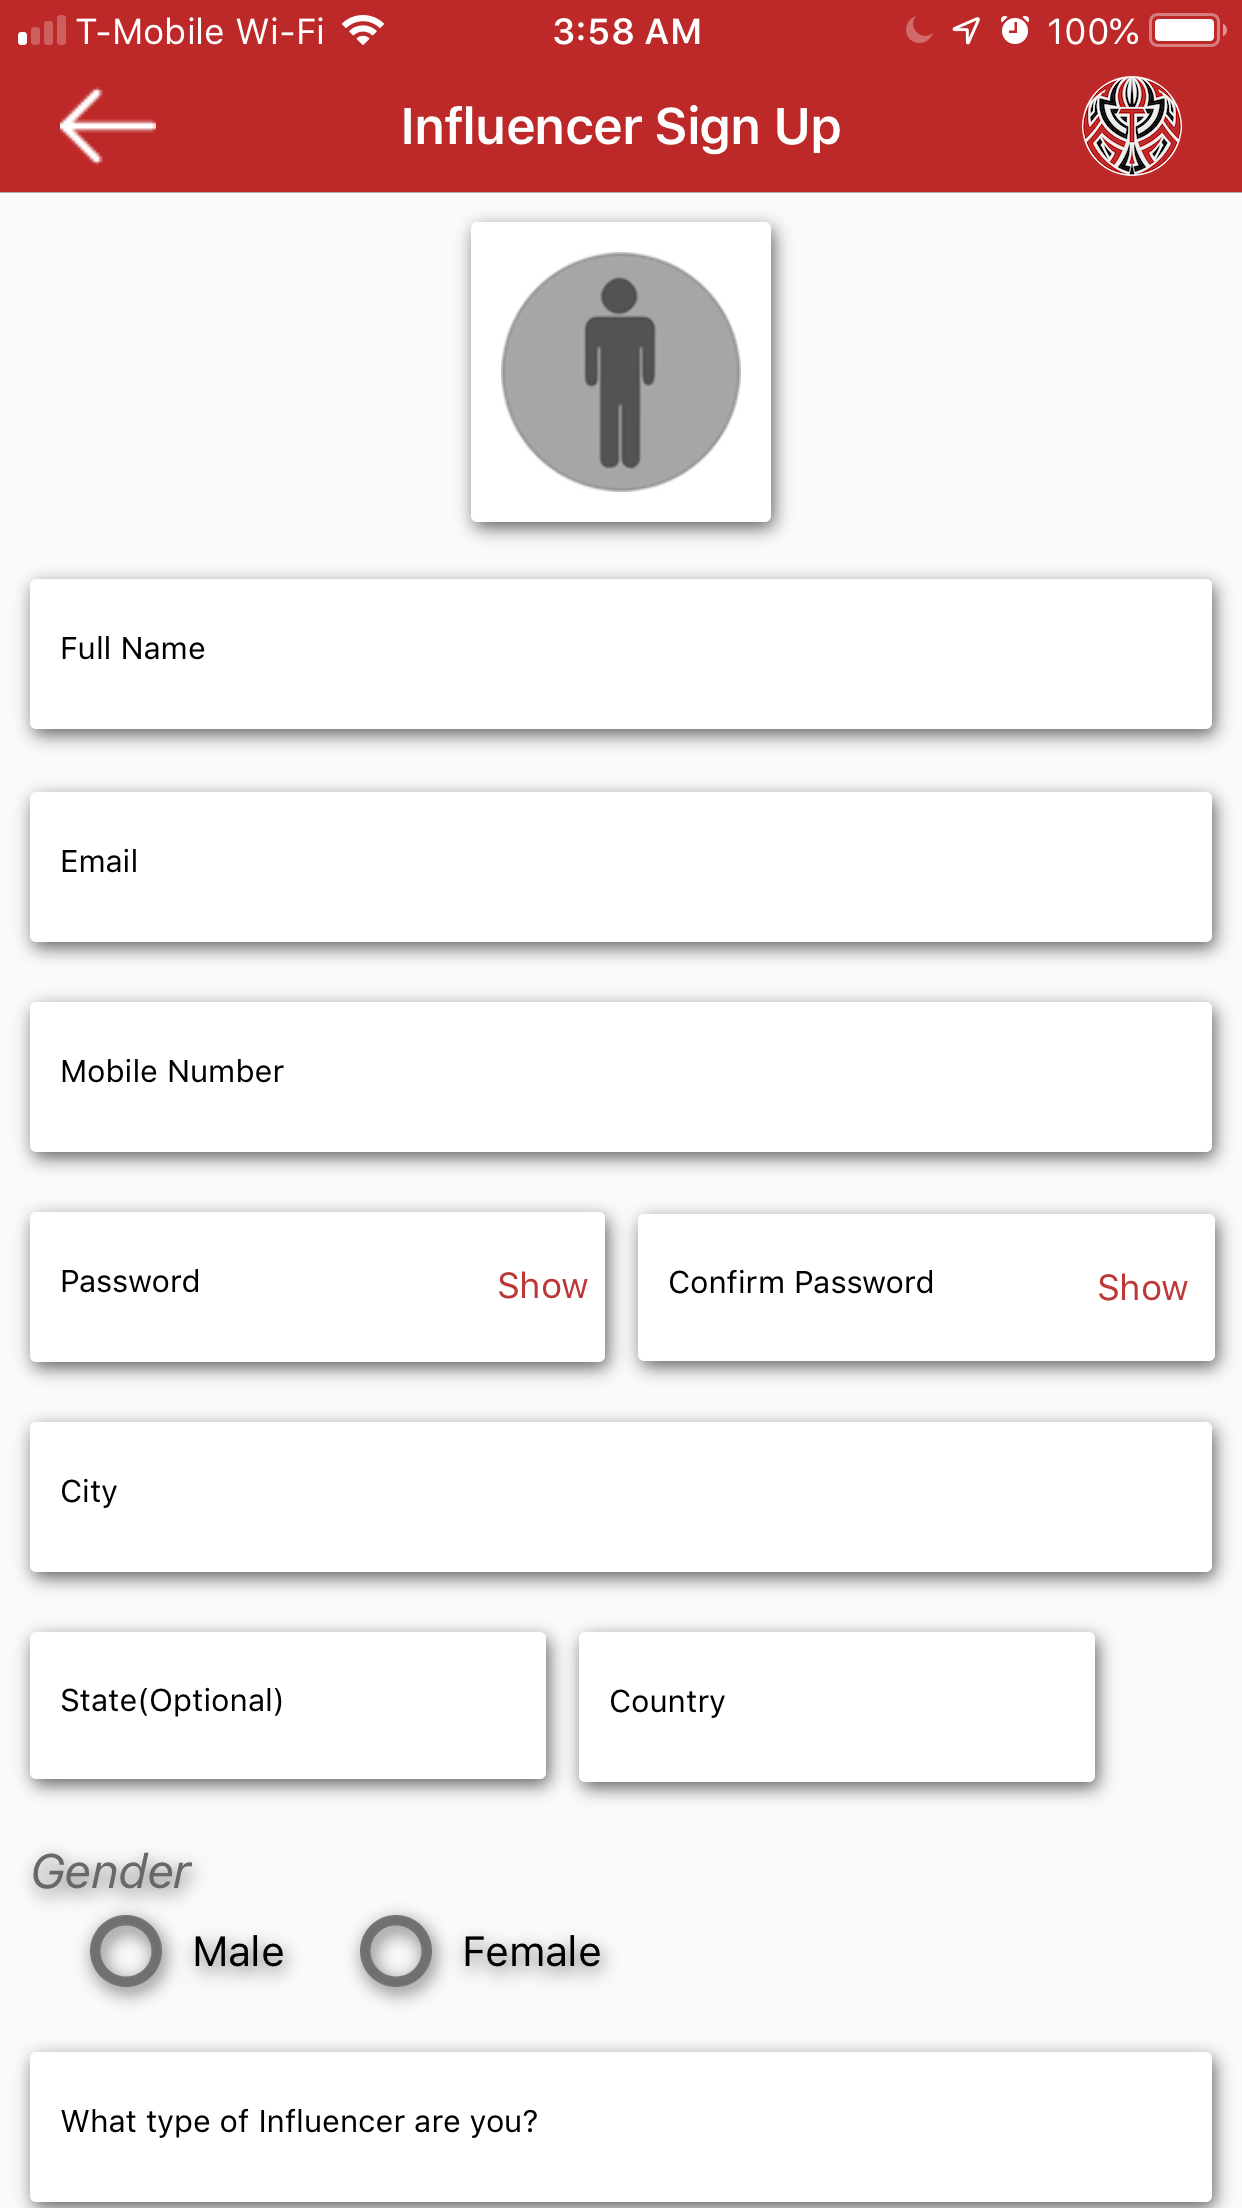 T-Mobile Wi-Fi 3:58 AM 100%
Influencer Sign Up
Full Name
Email
Mobile Number
Password Show Confirm Password Show
City
State(Optional) Country
Gender
Male Female
What type of Influencer are you?